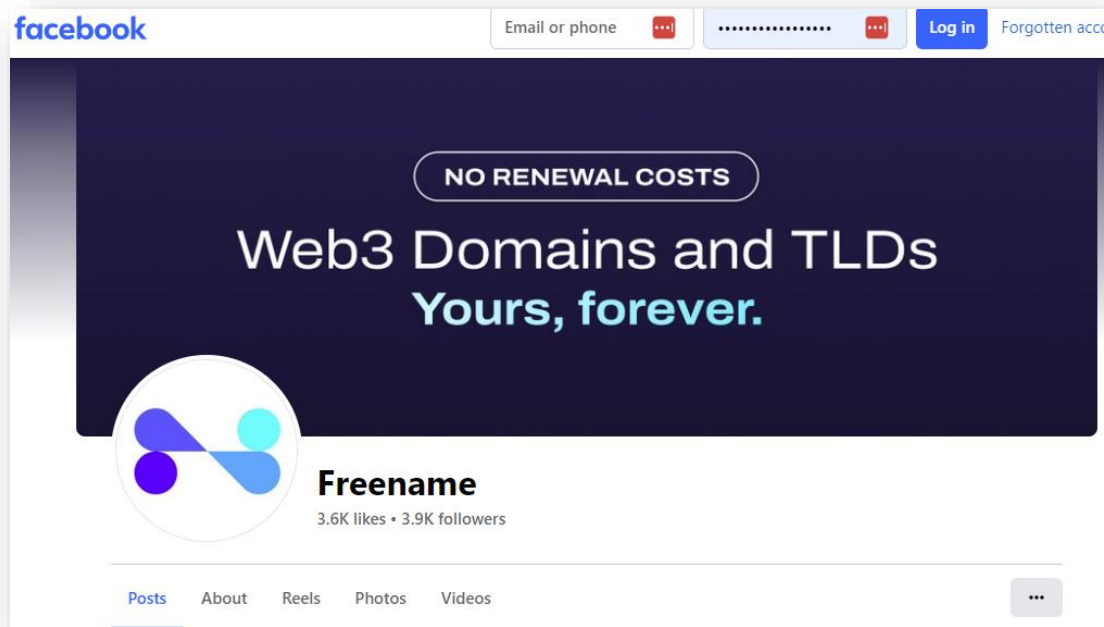 facebook
Email or phone
Log in
Forgotten
NO RENEWAL COSTS
Web3 Domains and TLDs
Yours, forever.
Freename
3.6K likes • 3.9K followers
Posts
About
Reels
Photos
Videos